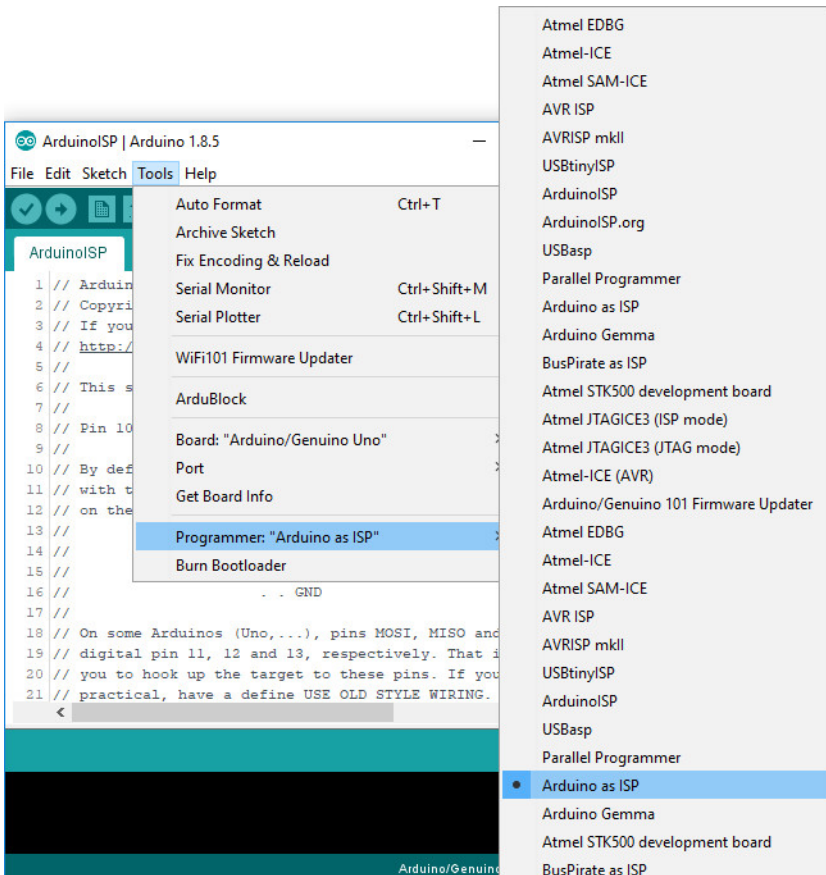 ArduinoISP | Arduino 1.8.5
File Edit Sketch Tools Help
ArduinoISP
1 // Arduin
2 // Copyri
3 // If you
4 // http:/
5 //
6 // This s
7 //
8 // Pin 10
9 //
10 // By def
11 // with t
12 // on the
13 //
14 //
15 //
16 // . . GND
17 //
18 // On some Arduinos (Uno,...), pins MOSI, MISO and
19 // digital pin 11, 12 and 13, respectively. That i
20 // you to hook up the target to these pins. If you
21 // practical, have a define USE OLD STYLE WIRING.
Arduino/Genuino
Auto Format Ctrl+T
Archive Sketch
Fix Encoding & Reload
Serial Monitor Ctrl+Shift+M
Serial Plotter Ctrl+Shift+L
WiFi101 Firmware Updater
ArduBlock
Board: "Arduino/Genuino Uno"
Port
Get Board Info
Programmer: "Arduino as ISP"
Burn Bootloader
Atmel EDBG
Atmel-ICE
Atmel SAM-ICE
AVR ISP
AVRISP mkII
USBtinyISP
ArduinoISP
ArduinoISP.org
USBasp
Parallel Programmer
Arduino as ISP
Arduino Gemma
BusPirate as ISP
Atmel STK500 development board
Atmel JTAGICE3 (ISP mode)
Atmel JTAGICE3 (JTAG mode)
Atmel-ICE (AVR)
Arduino/Genuino 101 Firmware Updater
Atmel EDBG
Atmel-ICE
Atmel SAM-ICE
AVR ISP
AVRISP mkII
USBtinyISP
ArduinoISP
USBasp
Parallel Programmer
Arduino as ISP
Arduino Gemma
Atmel STK500 development board
BusPirate as ISP